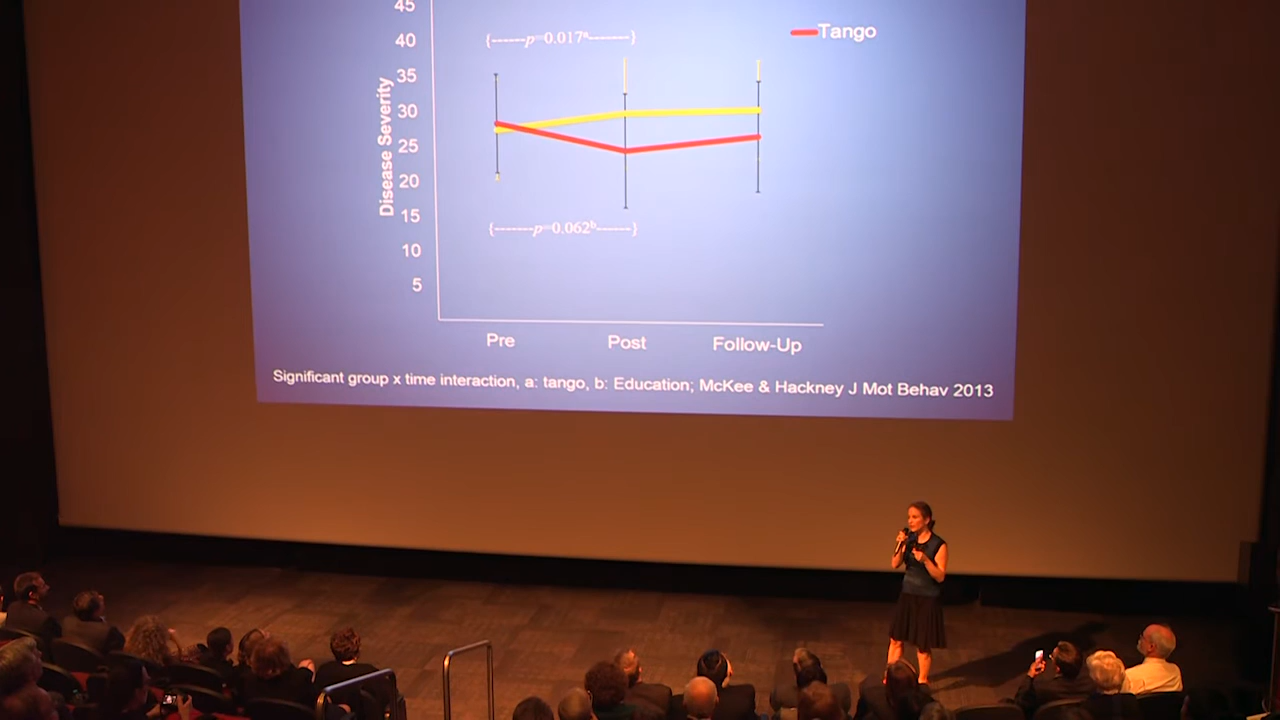 45
{------p=0.017ª-------}
Tango
40
35
30
Disease Severity
25
20
15
{-------p=0.062ᵇ------}
10
5
Pre Post Follow-Up
Significant group x time interaction, a: tango, b: Education; McKee & Hackney J Mot Behav 2013